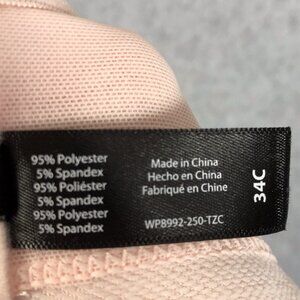 95% Polyester
5% Spandex
95% Poliéster
5% Spandex
95% Polyester
5% Spandex
Made in China
Hecho en China
Fabriqué en Chine
WP8992-250-TZC
34C